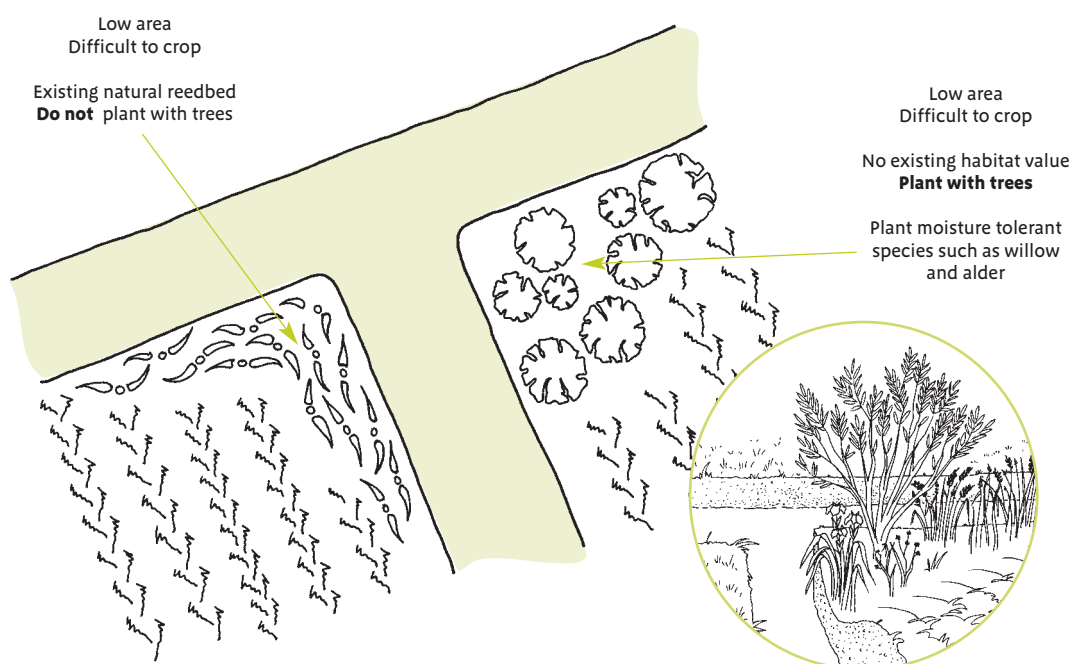 Low area
Difficult to crop
Existing natural reedbed
Do not plant with trees
Low area
Difficult to crop
No existing habitat value
Plant with trees
Plant moisture tolerant
species such as willow
and alder